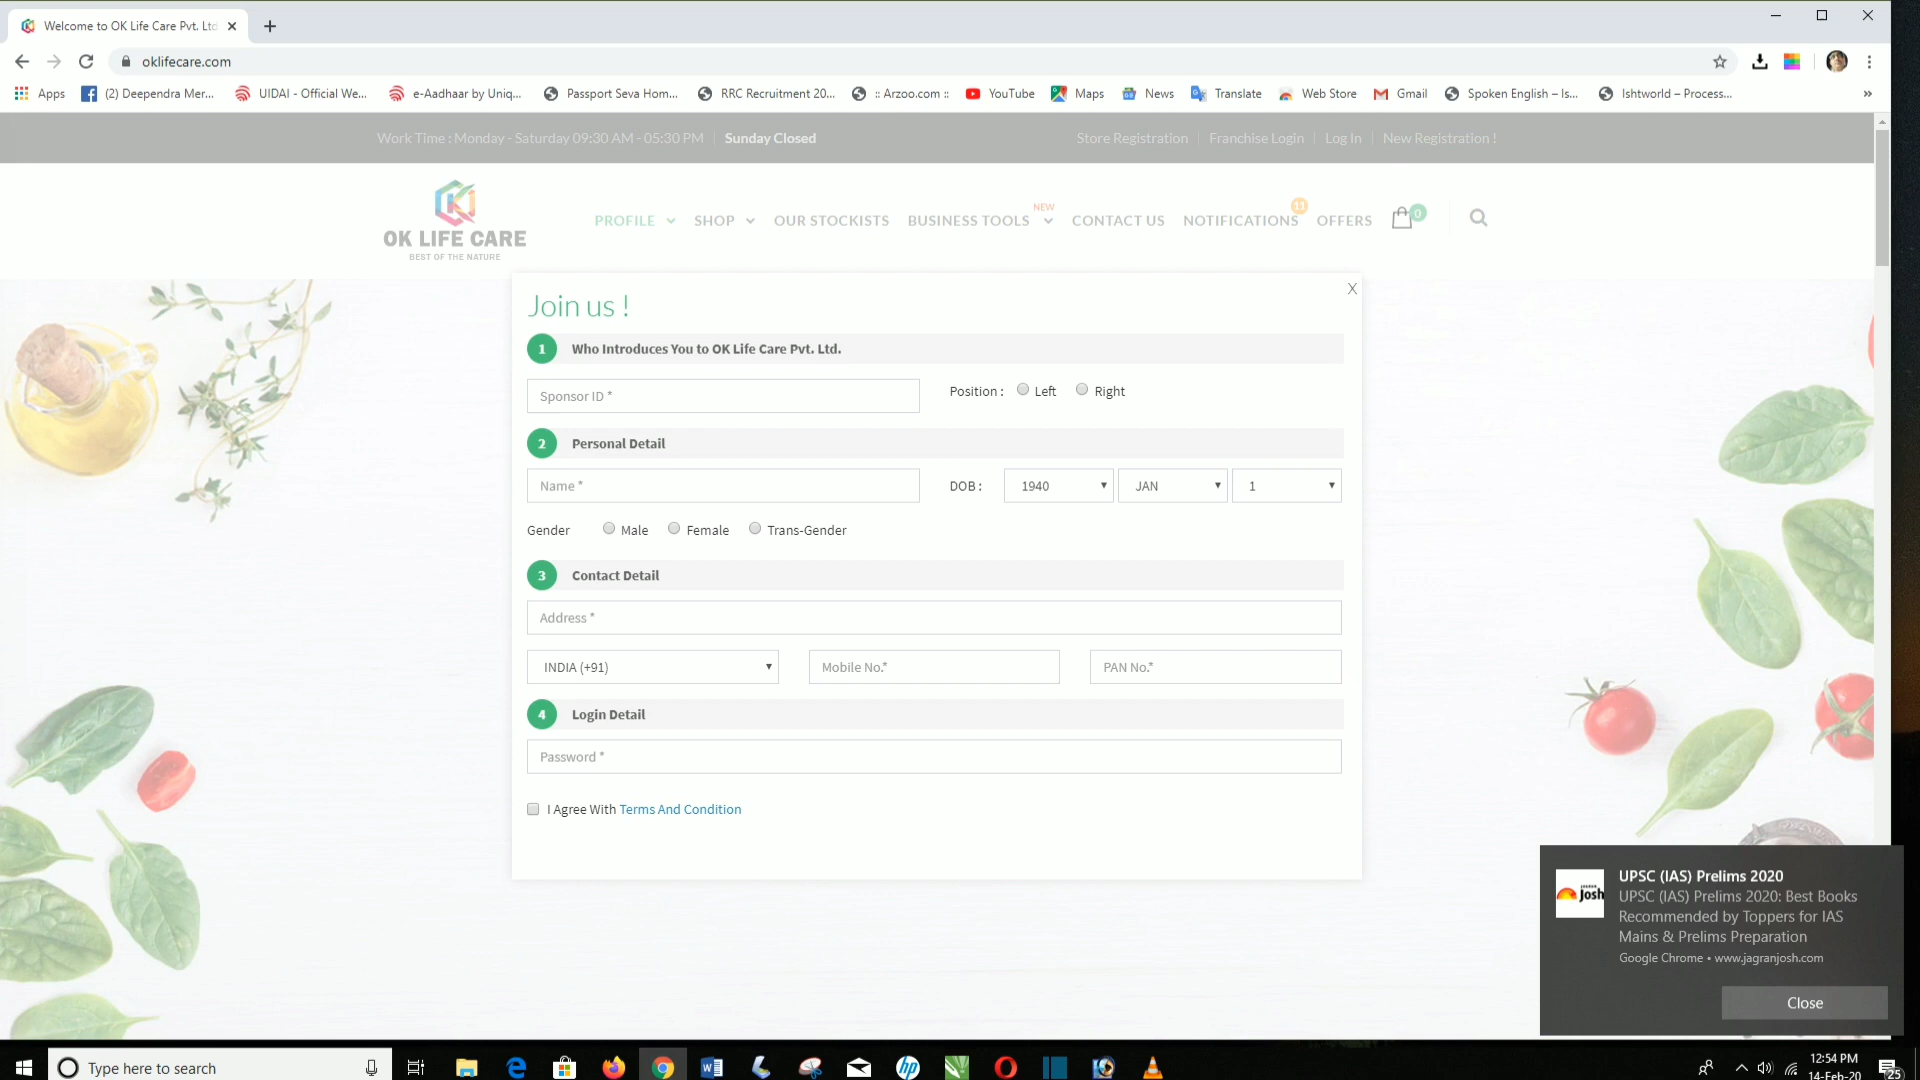 Welcome to OK Life Care Pvt. Ltd
oklifecare.com
Apps
(2) Deependra Mer...
UIDAI - Official We...
e-Aadhaar by Uniq...
Passport Seva Hom...
RRC Recruitment 20...
:: Arzoo.com ::
YouTube
Maps
News
Translate
Web Store
Gmail
Spoken English – Is...
Ishtworld – Process...
»
Work Time : Monday - Saturday 09:30 AM - 05:30 PM
Sunday Closed
Store Registration
Franchise Login
Log In
New Registration !
OK LIFE CARE
BEST OF THE NATURE
PROFILE
SHOP
OUR STOCKISTS
BUSINESS TOOLS
NEW
CONTACT US
NOTIFICATIONS
11
OFFERS
0
Join us !
X
1 Who Introduces You to OK Life Care Pvt. Ltd.
Sponsor ID *
Position : Left Right
2 Personal Detail
Name *
DOB : 1940 JAN 1
Gender Male Female Trans-Gender
3 Contact Detail
Address *
INDIA (+91)
Mobile No.*
PAN No.*
4 Login Detail
Password *
I Agree With Terms And Condition
Josh
UPSC (IAS) Prelims 2020
UPSC (IAS) Prelims 2020: Best Books
Recommended by Toppers for IAS
Mains & Prelims Preparation
Google Chrome • www.jagranjosh.com
Close
Type here to search
hp
12:54 PM
14-Feb-20
25